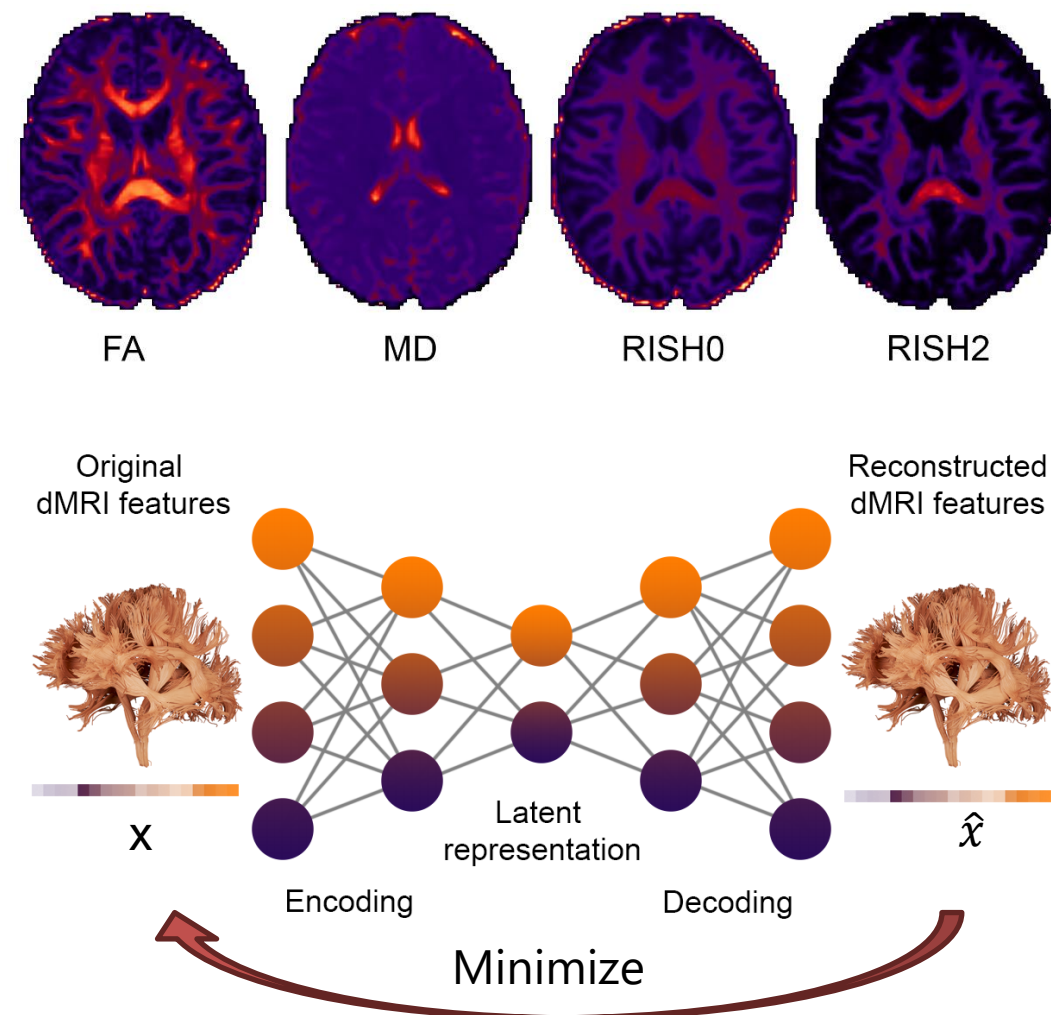 FA
MD
RISH0
RISH2
Original
dMRI features
Reconstructed
dMRI features
x
x̂
Latent
representation
Encoding
Decoding
Minimize